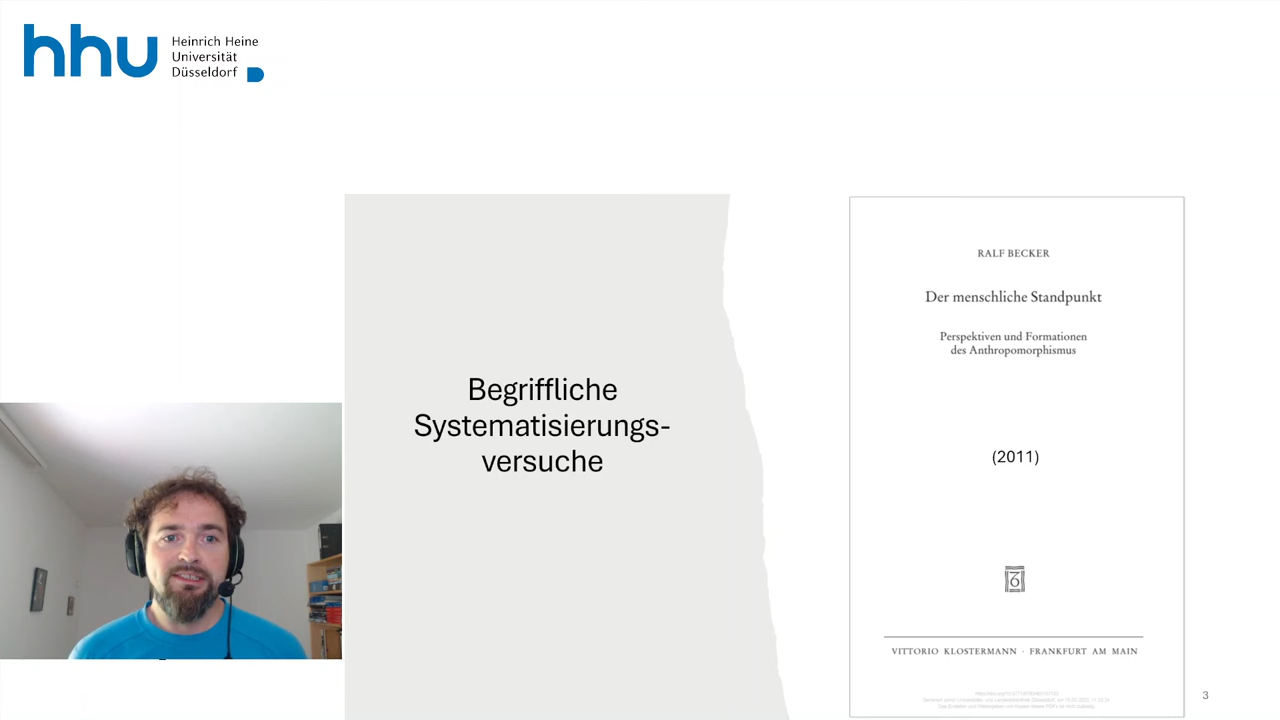 hhu
Heinrich Heine
Universität
Düsseldorf
Begriffliche
Systematisierungs-
versuche
RALF BECKER
Der menschliche Standpunkt
Perspektiven und Formationen
des Anthropomorphismus
(2011)
VITTORIO KLOSTERMANN · FRANKFURT AM MAIN
3